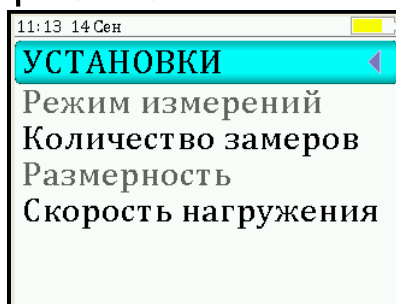 11:13 14 Сен
УСТАНОВКИ
Режим измерений
Количество замеров
Размерность
Скорость нагружения